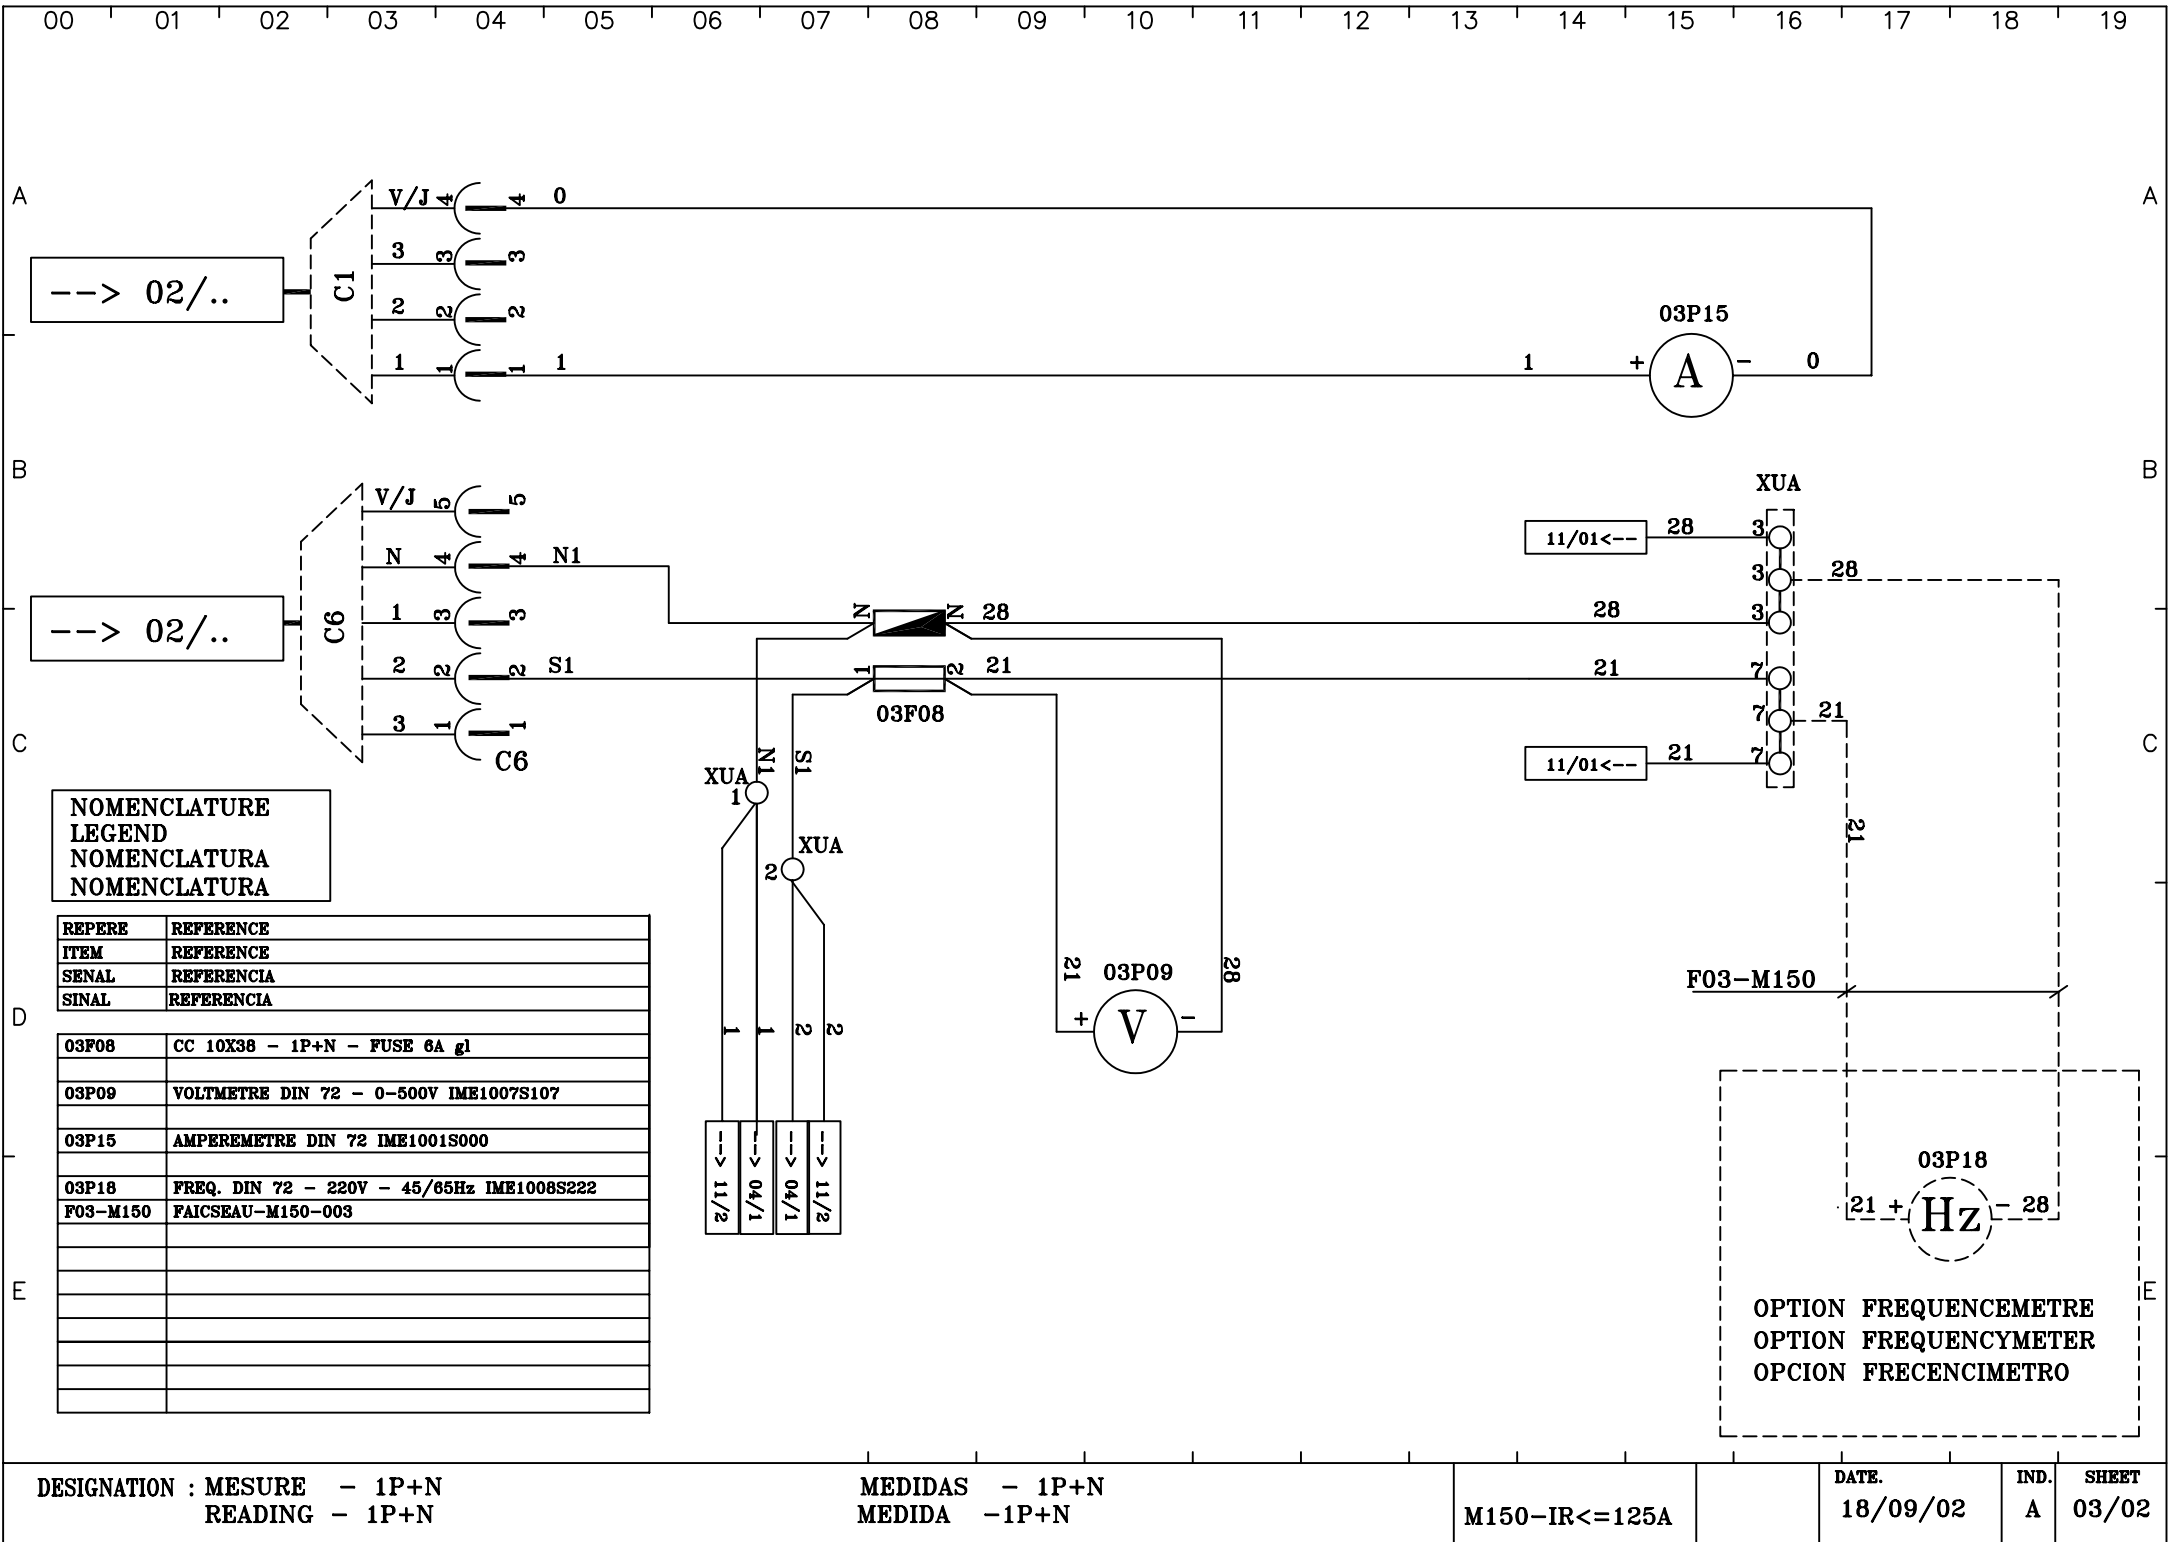 00 01 02 03 04 05 06 07 08 09 10 11 12 13 14 15 16 17 18 19
A A
V/J 4 4 0
3 3 3
--> 02/..
C1
2 2 2
03P15
1 1 1 1
1 + A - 0
B B
XUA
V/J 5 5
11/01<-- 28 3
N 4 4 N1
3 28
1 3 3
N N 28
28 3
--> 02/..
C6
2 2 2 S1
1 2 21
21 7
03F08
7 21
3 1 1
C6
C C
N1 S1
11/01<-- 21 7
XUA
1
XUA
2
21
NOMENCLATURE
LEGEND
NOMENCLATURA
NOMENCLATURA
REPERE REFERENCE
ITEM REFERENCE
SENAL REFERENCIA
SINAL REFERENCIA
21 03P09 28
F03-M150
D
+ V -
1 1 2 2
03F08 CC 10X38 - 1P+N - FUSE 6A gl
03P09 VOLTMETRE DIN 72 - 0-500V IME1007S107
03P15 AMPEREMETRE DIN 72 IME1001S000
03P18 FREQ. DIN 72 - 220V - 45/65Hz IME1008S222
F03-M150 FAICSEAU-M150-003
--> 11/2
--> 04/1
--> 04/1
--> 11/2
D
03P18
21 + Hz - 28
E E
OPTION FREQUENCEMETRE
OPTION FREQUENCYMETER
OPCION FRECENCIMETRO
DESIGNATION : MESURE - 1P+N
READING - 1P+N
MEDIDAS - 1P+N
MEDIDA -1P+N
M150-IR<=125A
DATE.
18/09/02
IND.
A
SHEET
03/02